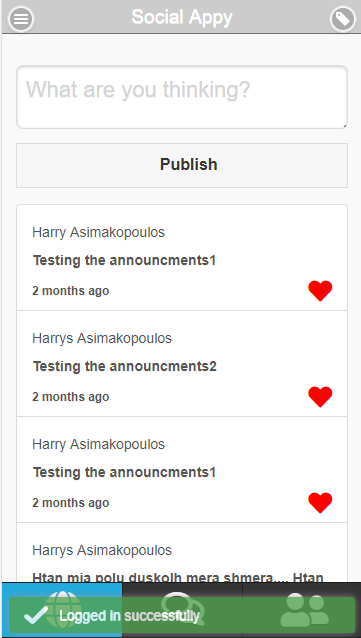 Social Appy
What are you thinking?
Publish
Harry Asimakopoulos
Testing the announcments1
2 months ago
Harrys Asimakopoulos
Testing the announcments2
2 months ago
Harry Asimakopoulos
Testing the announcments1
2 months ago
Harrys Asimakopoulos
Htan mia polu duskolh mera shmera.... Htan
Logged in successfully